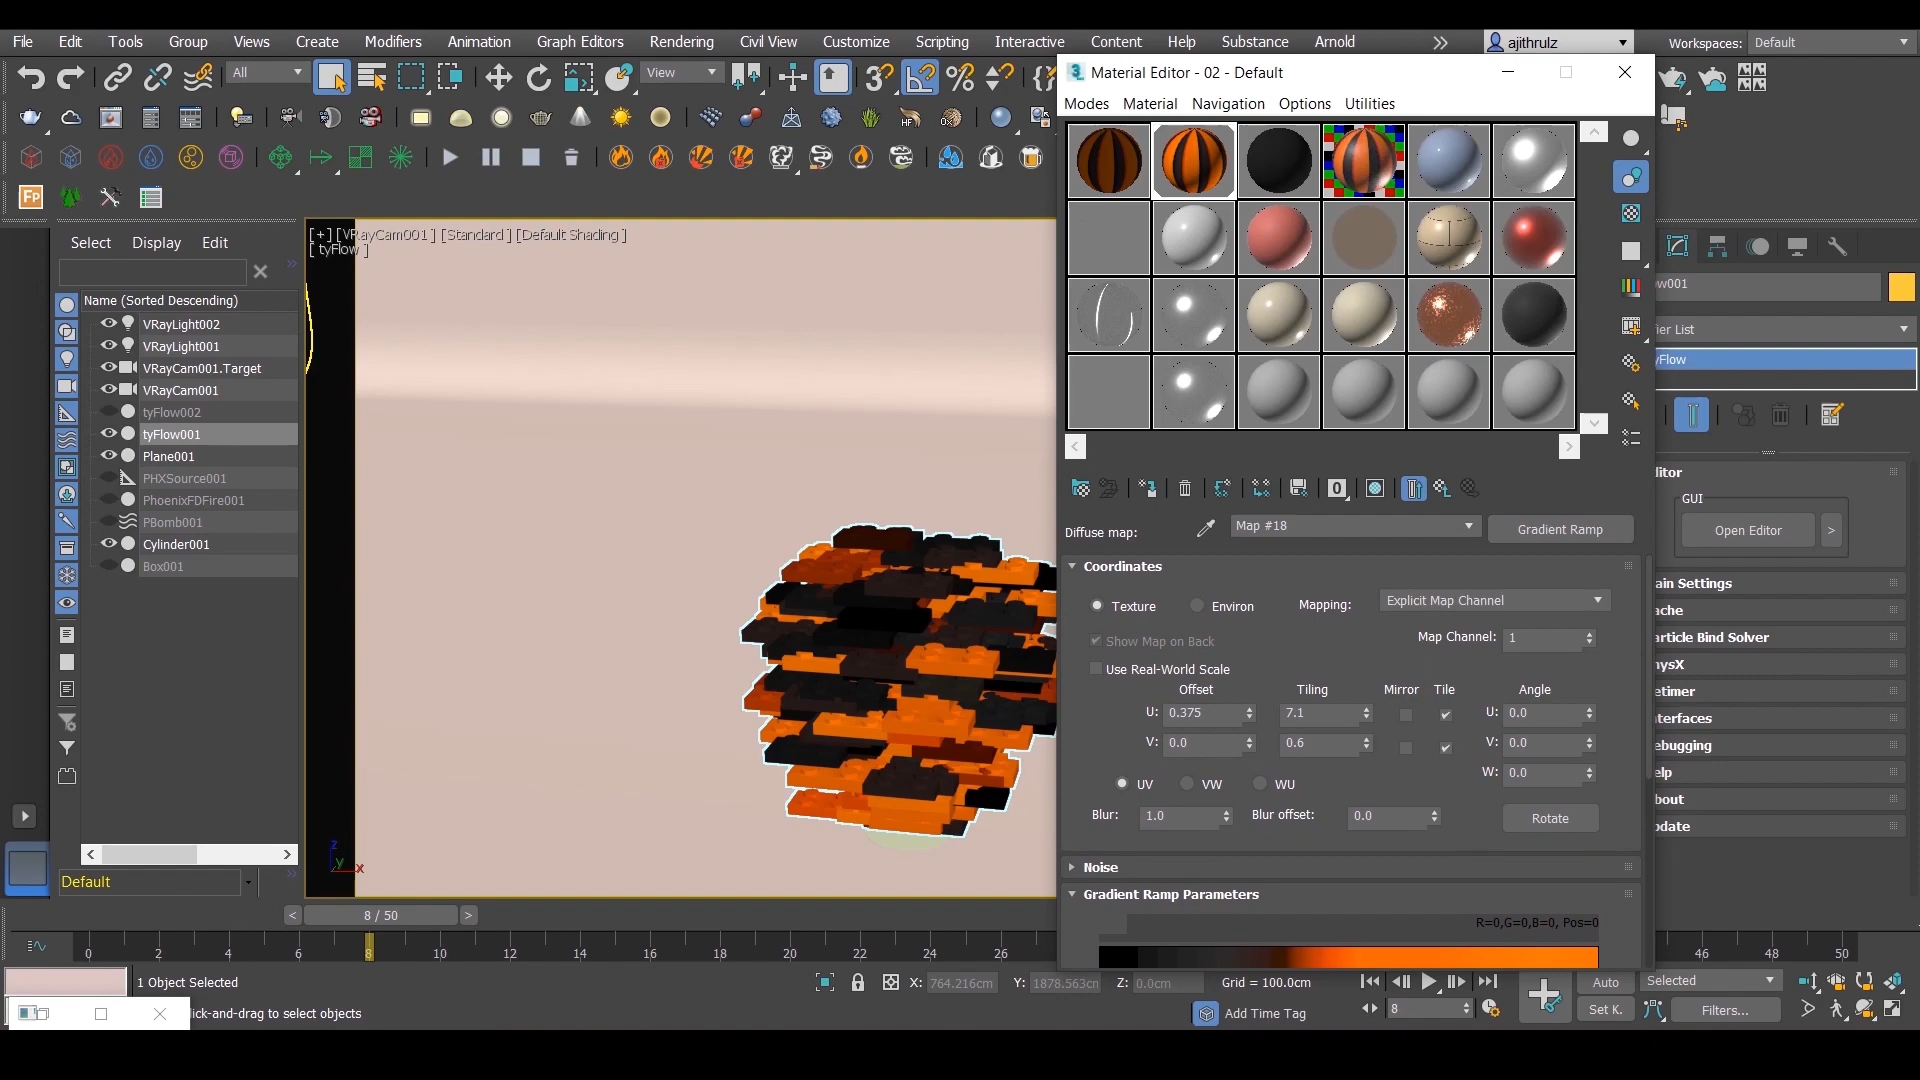 File Edit Tools Group Views Create Modifiers Animation Graph Editors Rendering Civil View Customize Scripting Interactive Content Help Substance Arnold
ajithrulz
Workspaces: Default
All
View
Material Editor - 02 - Default
Modes Material Navigation Options Utilities
Select Display Edit
Name (Sorted Descending)
VRayLight002
VRayLight001
VRayCam001.Target
VRayCam001
tyFlow002
tyFlow001
Plane001
PHXSource001
PhoenixFDFire001
PBomb001
Cylinder001
Box001
Default
[+] [VRayCam001 ] [Standard ] [Default Shading ]
[ tyFlow ]
z
y
x
Diffuse map: Map #18 Gradient Ramp
Coordinates
Texture Environ Mapping: Explicit Map Channel
Show Map on Back Map Channel: 1
Use Real-World Scale
Offset Tiling Mirror Tile Angle
U: 0.375 7.1 U: 0.0
V: 0.0 0.6 V: 0.0
W: 0.0
UV VW WU
Blur: 1.0 Blur offset: 0.0 Rotate
Noise
Gradient Ramp Parameters
R=0,G=0,B=0, Pos=0
ow001
ier List
yFlow
itor
GUI
Open Editor >
ain Settings
ache
article Bind Solver
hysX
etimer
nterfaces
ebugging
elp
bout
pdate
< 8 / 50 >
0 2 4 6 8 10 12 14 16 18 20 22 24 26 46 48 50
1 Object Selected
X: 764.216cm Y: 1878.563cm Z: 0.0cm Grid = 100.0cm
Auto Selected
lick-and-drag to select objects
Add Time Tag
8
Set K. Filters...